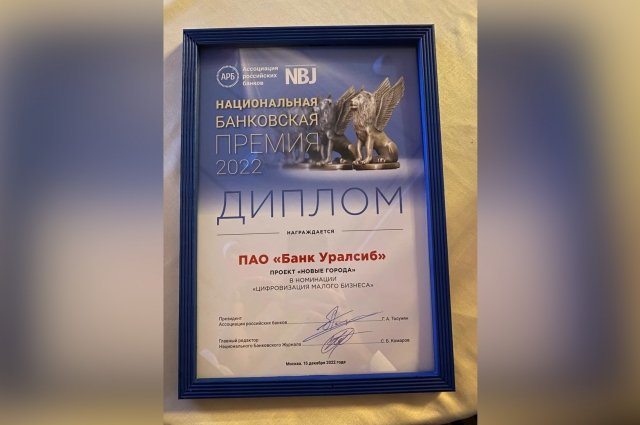 АРБ
Ассоциация
российских
банков
NBJ
НАЦИОНАЛЬНАЯ
БАНКОВСКАЯ
ПРЕМИЯ
2022
ДИПЛОМ
НАГРАЖДАЕТСЯ
ПАО «Банк Уралсиб»
ПРОЕКТ «НОВЫЕ ГОРОДА»
В НОМИНАЦИИ
«ЦИФРОВИЗАЦИЯ МАЛОГО БИЗНЕСА»
Президент
Ассоциации российских банков Г. А. Тосунян
Главный редактор
Национального Банковского Журнала С. Б. Комаров
Москва, 15 декабря 2022 года